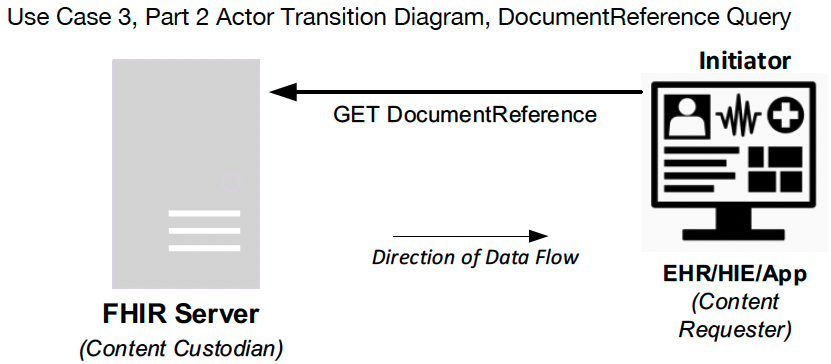 Use Case 3, Part 2 Actor Transition Diagram, DocumentReference Query
Initiator
GET DocumentReference
Direction of Data Flow
EHR/HIE/App
(Content
Requester)
FHIR Server
(Content Custodian)